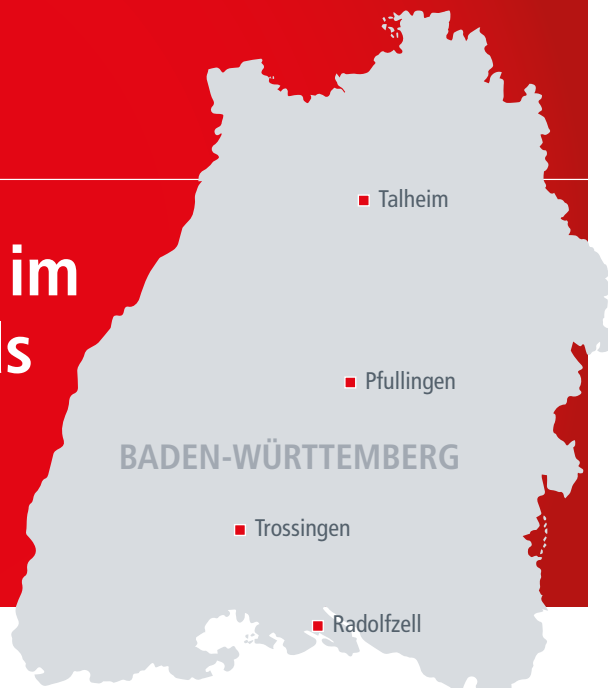 Talheim
im
ls
Pfullingen
BADEN-WÜRTTEMBERG
Trossingen
Radolfzell